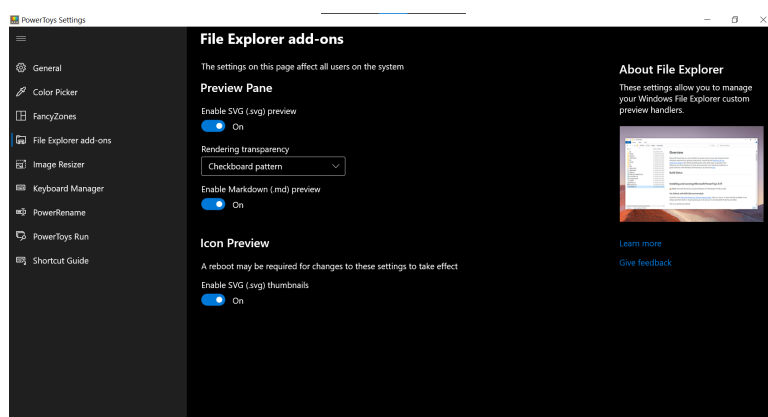 PowerToys Settings
General
Color Picker
FancyZones
File Explorer add-ons
Image Resizer
Keyboard Manager
PowerRename
PowerToys Run
Shortcut Guide
File Explorer add-ons
The settings on this page affect all users on the system
Preview Pane
Enable SVG (.svg) preview
On
Rendering transparency
Checkboard pattern
Enable Markdown (.md) preview
On
Icon Preview
A reboot may be required for changes to these settings to take effect
Enable SVG (.svg) thumbnails
On
About File Explorer
These settings allow you to manage
your Windows File Explorer custom
preview handlers.
Overview
Learn more
Give feedback